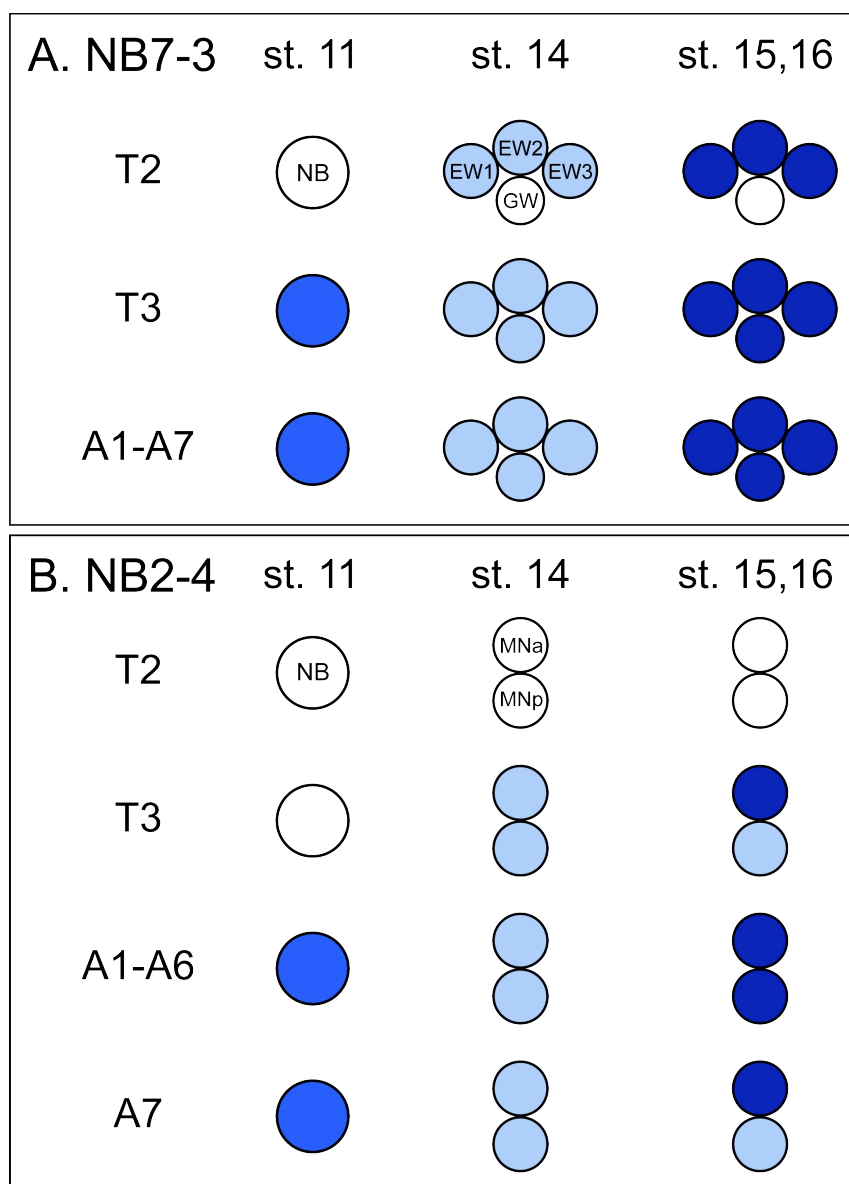 A. NB7-3 st. 11 st. 14 st. 15,16
T2 NB EW1 EW2 EW3 GW
T3
A1-A7
B. NB2-4 st. 11 st. 14 st. 15,16
T2 NB MNa MNp
T3
A1-A6
A7